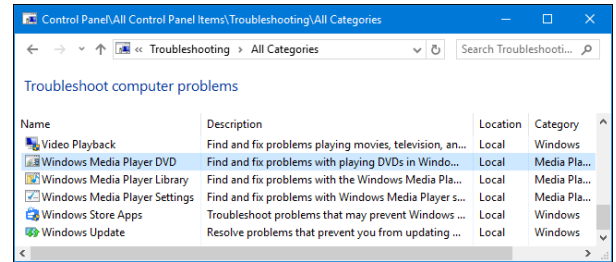 Control Panel\All Control Panel Items\Troubleshooting\All Categories
« Troubleshooting > All Categories Search Troubleshooti...
Troubleshoot computer problems
Name Description Location Category
Video Playback Find and fix problems playing movies, television, an... Local Windows
Windows Media Player DVD Find and fix problems with playing DVDs in Windo... Local Media Pla...
Windows Media Player Library Find and fix problems with the Windows Media Pla... Local Media Pla...
Windows Media Player Settings Find and fix problems with Windows Media Player s... Local Media Pla...
Windows Store Apps Troubleshoot problems that may prevent Windows ... Local Windows
Windows Update Resolve problems that prevent you from updating ... Local Windows